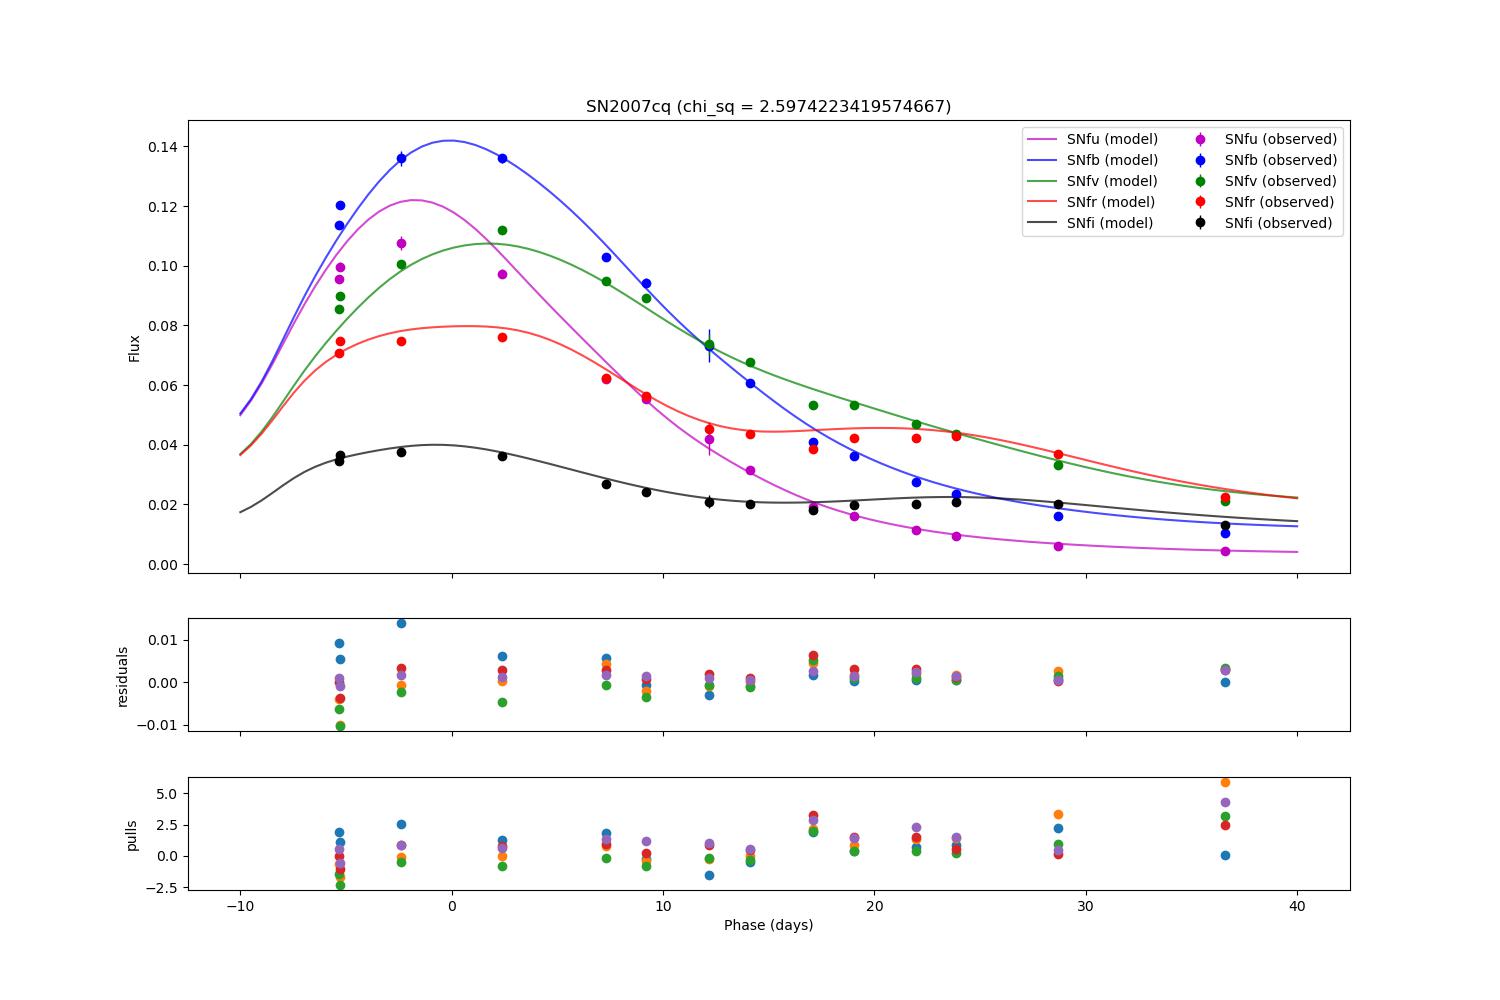 SN2007cq (chi_sq = 2.5974223419574667)
0.14
0.12
0.10
0.08
0.06
0.04
0.02
0.00
Flux
SNfu (model)
SNfb (model)
SNfv (model)
SNfr (model)
SNfi (model)
SNfu (observed)
SNfb (observed)
SNfv (observed)
SNfr (observed)
SNfi (observed)
0.01
0.00
−0.01
residuals
5.0
2.5
0.0
−2.5
pulls
−10
0
10
20
30
40
Phase (days)